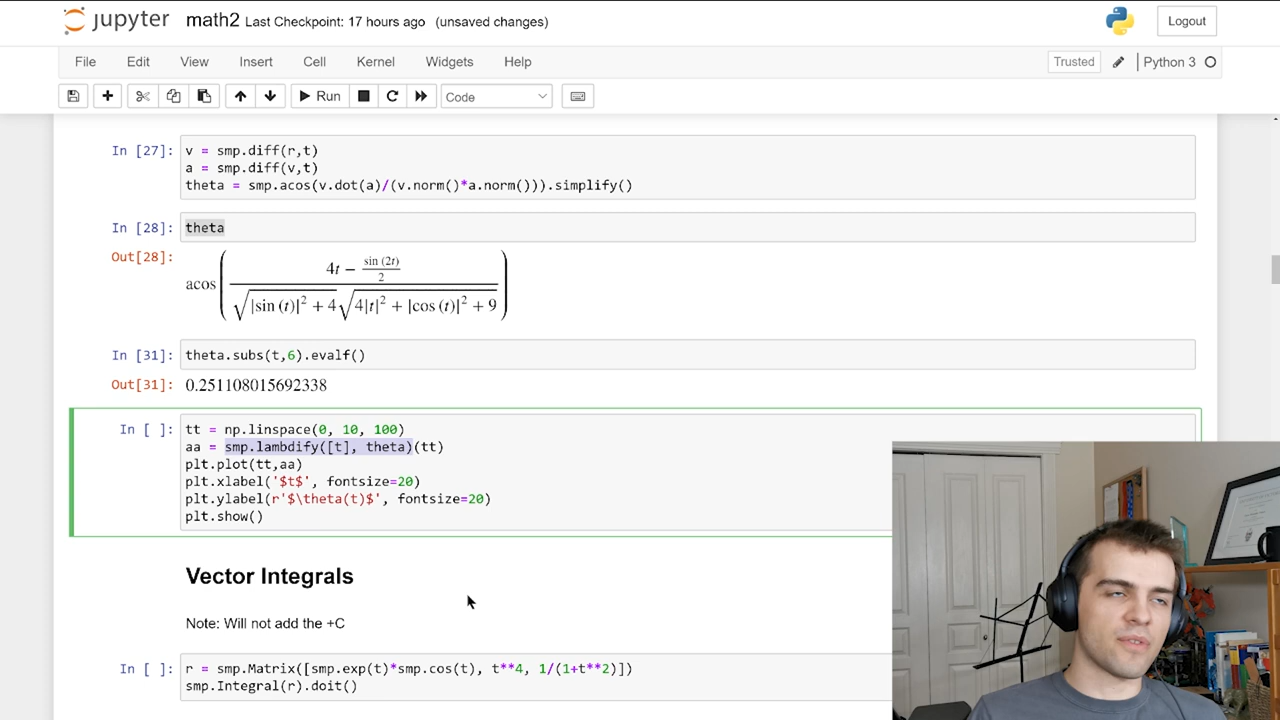 jupyter math2 Last Checkpoint: 17 hours ago (unsaved changes) Logout
File Edit View Insert Cell Kernel Widgets Help Trusted Python 3
Run Code
In [27]: v = smp.diff(r,t)
a = smp.diff(v,t)
theta = smp.acos(v.dot(a)/(v.norm()*a.norm())).simplify()
In [28]: theta
Out[28]: acos( (4t − sin (2t)/2) / (√(|sin (t)|² + 4) √(4|t|² + |cos (t)|² + 9)) )
In [31]: theta.subs(t,6).evalf()
Out[31]: 0.251108015692338
In [ ]: tt = np.linspace(0, 10, 100)
aa = smp.lambdify([t], theta)(tt)
plt.plot(tt,aa)
plt.xlabel('$t$', fontsize=20)
plt.ylabel(r'$\theta(t)$', fontsize=20)
plt.show()
Vector Integrals
Note: Will not add the +C
In [ ]: r = smp.Matrix([smp.exp(t)*smp.cos(t), t**4, 1/(1+t**2)])
smp.Integral(r).doit()